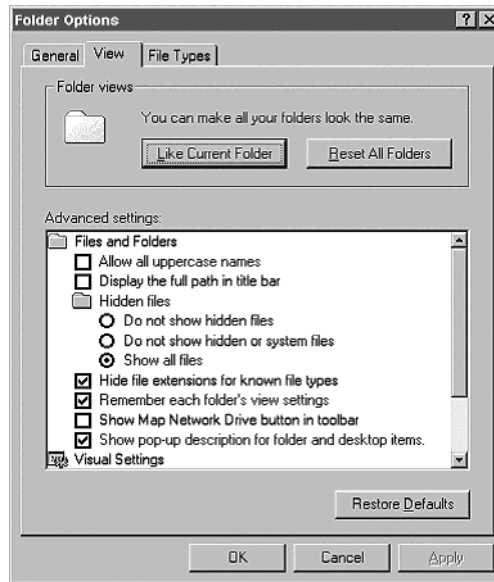 Folder Options
General View File Types
Folder views
You can make all your folders look the same.
Like Current Folder Reset All Folders
Advanced settings:
Files and Folders
Allow all uppercase names
Display the full path in title bar
Hidden files
Do not show hidden files
Do not show hidden or system files
Show all files
Hide file extensions for known file types
Remember each folder's view settings
Show Map Network Drive button in toolbar
Show pop-up description for folder and desktop items.
Visual Settings
Restore Defaults
OK Cancel Apply